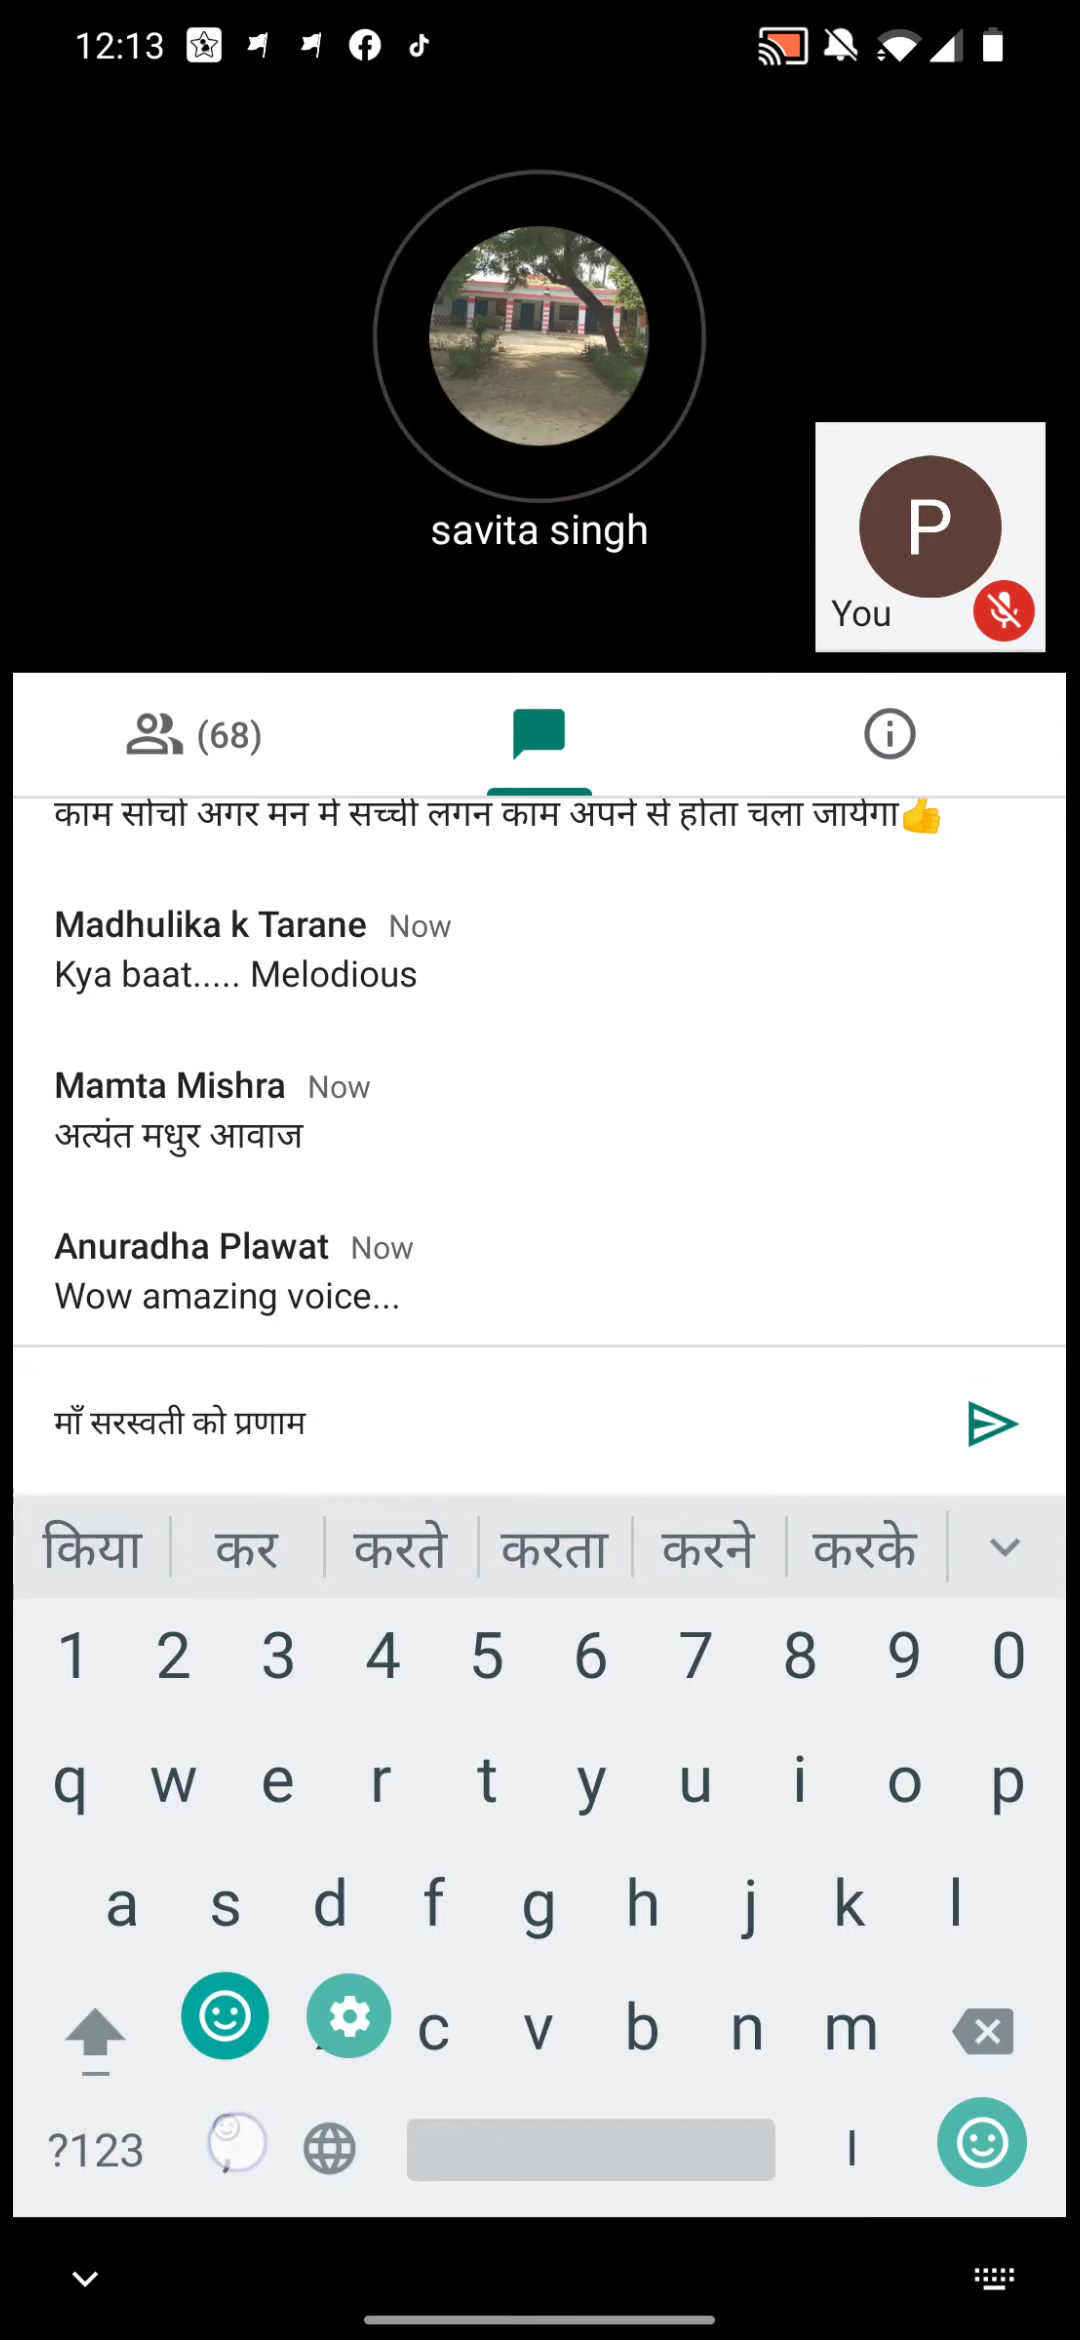 12:13
savita singh
P
You
(68)
काम सोचो अगर मन मे सच्ची लगन काम अपने से होता चला जायेगा👍
Madhulika k Tarane Now
Kya baat..... Melodious
Mamta Mishra Now
अत्यंत मधुर आवाज
Anuradha Plawat Now
Wow amazing voice...
माँ सरस्वती को प्रणाम
किया कर करते करता करने करके
1 2 3 4 5 6 7 8 9 0
q w e r t y u i o p
a s d f g h j k l
c v b n m
?123 , ।